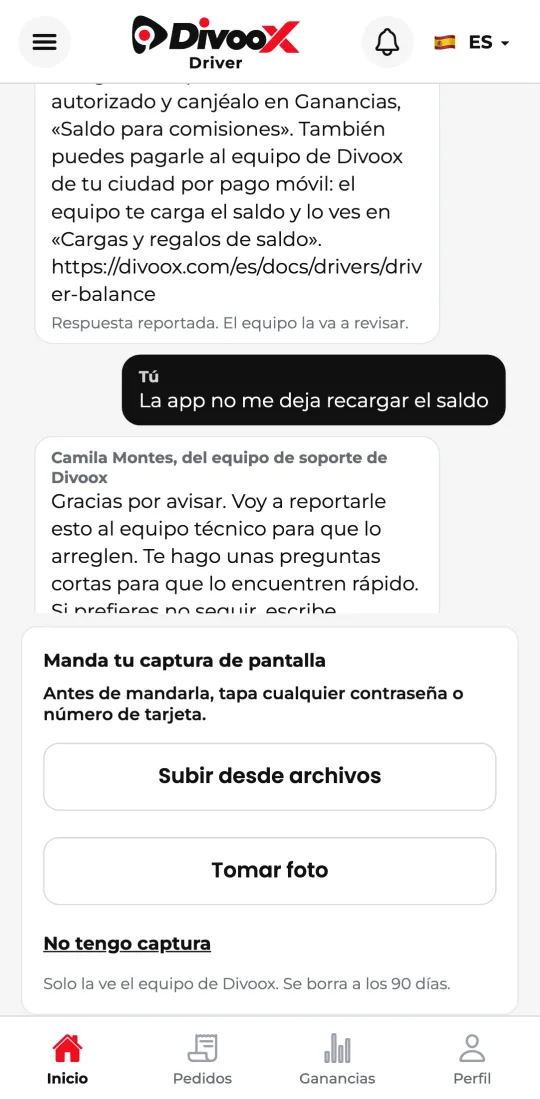 DivooX
Driver
ES
autorizado y canjéalo en Ganancias,
«Saldo para comisiones». También
puedes pagarle al equipo de Divoox
de tu ciudad por pago móvil: el
equipo te carga el saldo y lo ves en
«Cargas y regalos de saldo».
https://divoox.com/es/docs/drivers/driv
er-balance
Respuesta reportada. El equipo la va a revisar.
Tú
La app no me deja recargar el saldo
Camila Montes, del equipo de soporte de
Divoox
Gracias por avisar. Voy a reportarle
esto al equipo técnico para que lo
arreglen. Te hago unas preguntas
cortas para que lo encuentren rápido.
Si prefieres no seguir, escribe
Manda tu captura de pantalla
Antes de mandarla, tapa cualquier contraseña o
número de tarjeta.
Subir desde archivos
Tomar foto
No tengo captura
Solo la ve el equipo de Divoox. Se borra a los 90 días.
Inicio
Pedidos
Ganancias
Perfil